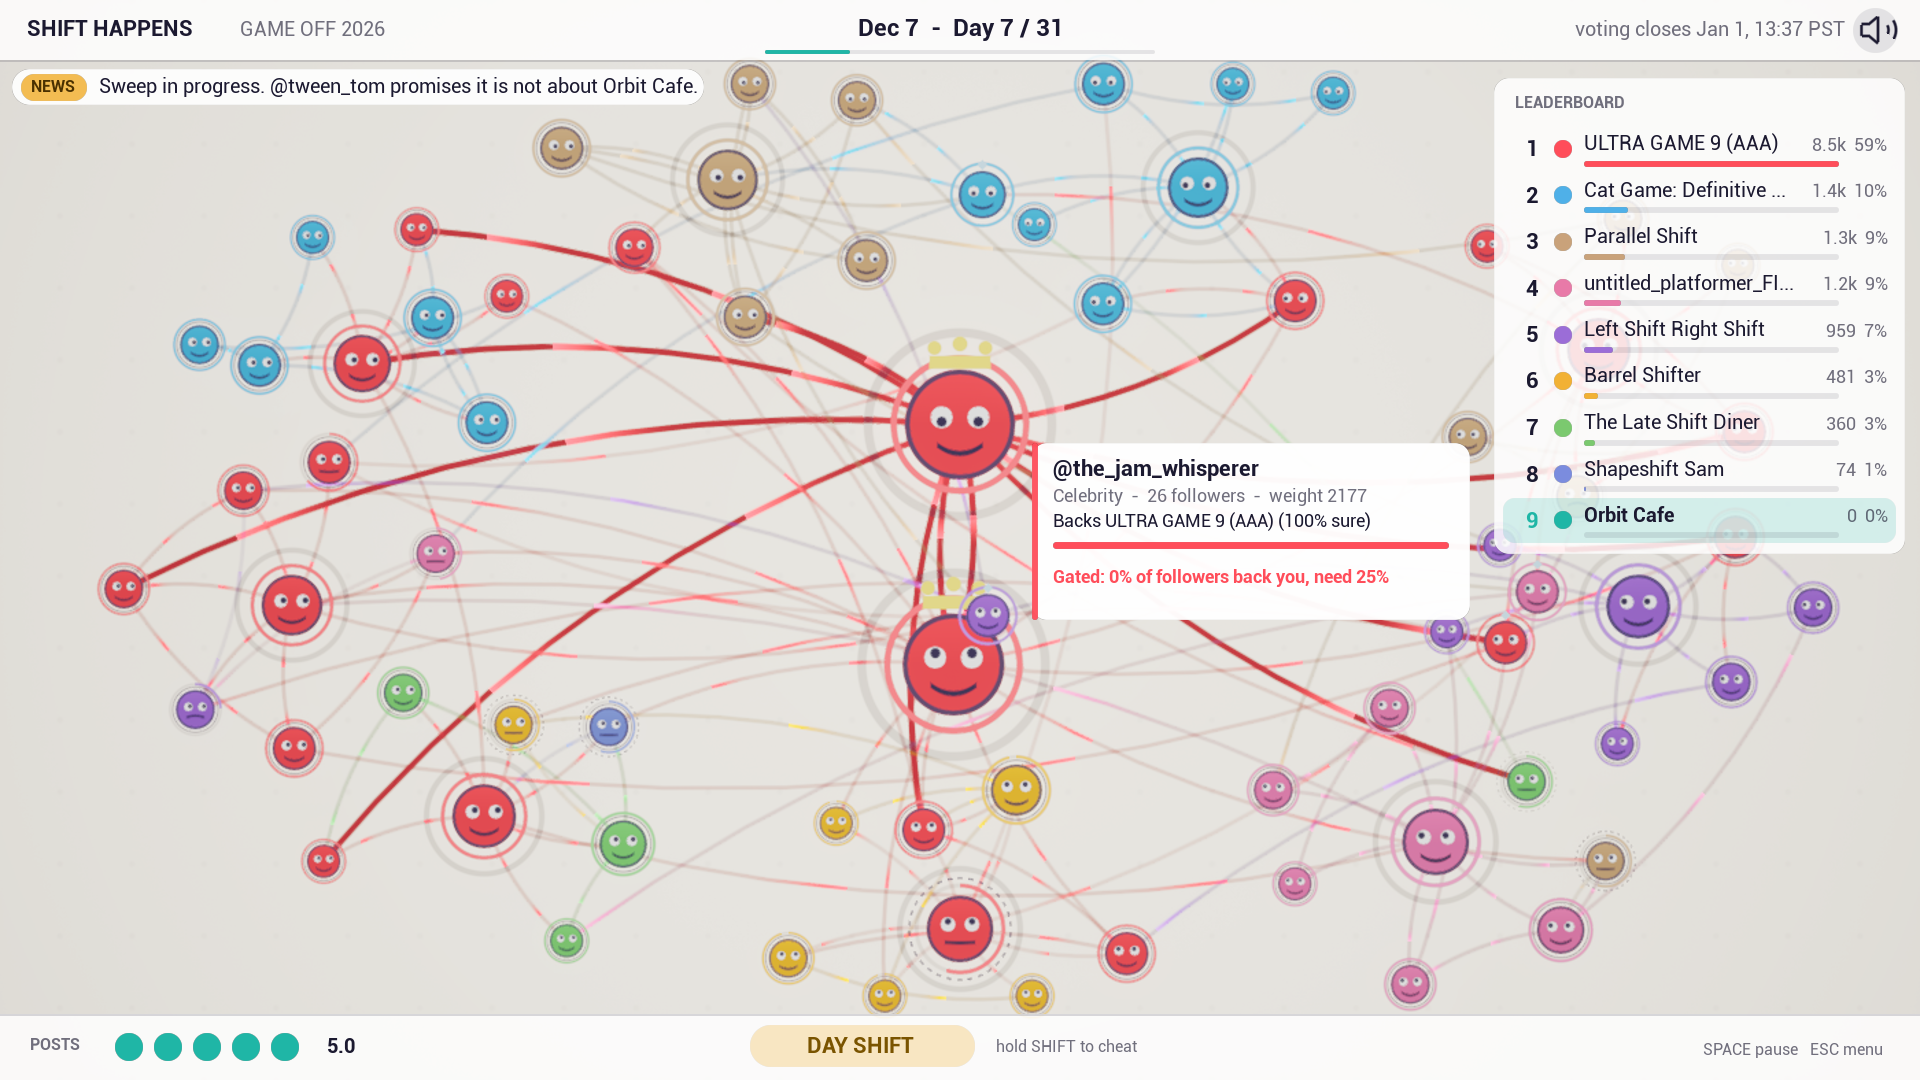 SHIFT HAPPENS
GAME OFF 2026
Dec 7 - Day 7 / 31
voting closes Jan 1, 13:37 PST
NEWS Sweep in progress. @tween_tom promises it is not about Orbit Cafe.
LEADERBOARD
1 ULTRA GAME 9 (AAA) 8.5k 59%
2 Cat Game: Definitive ... 1.4k 10%
3 Parallel Shift 1.3k 9%
4 untitled_platformer_FI... 1.2k 9%
5 Left Shift Right Shift 959 7%
6 Barrel Shifter 481 3%
7 The Late Shift Diner 360 3%
8 Shapeshift Sam 74 1%
9 Orbit Cafe 0 0%
@the_jam_whisperer
Celebrity - 26 followers - weight 2177
Backs ULTRA GAME 9 (AAA) (100% sure)
Gated: 0% of followers back you, need 25%
POSTS 5.0
DAY SHIFT
hold SHIFT to cheat
SPACE pause ESC menu